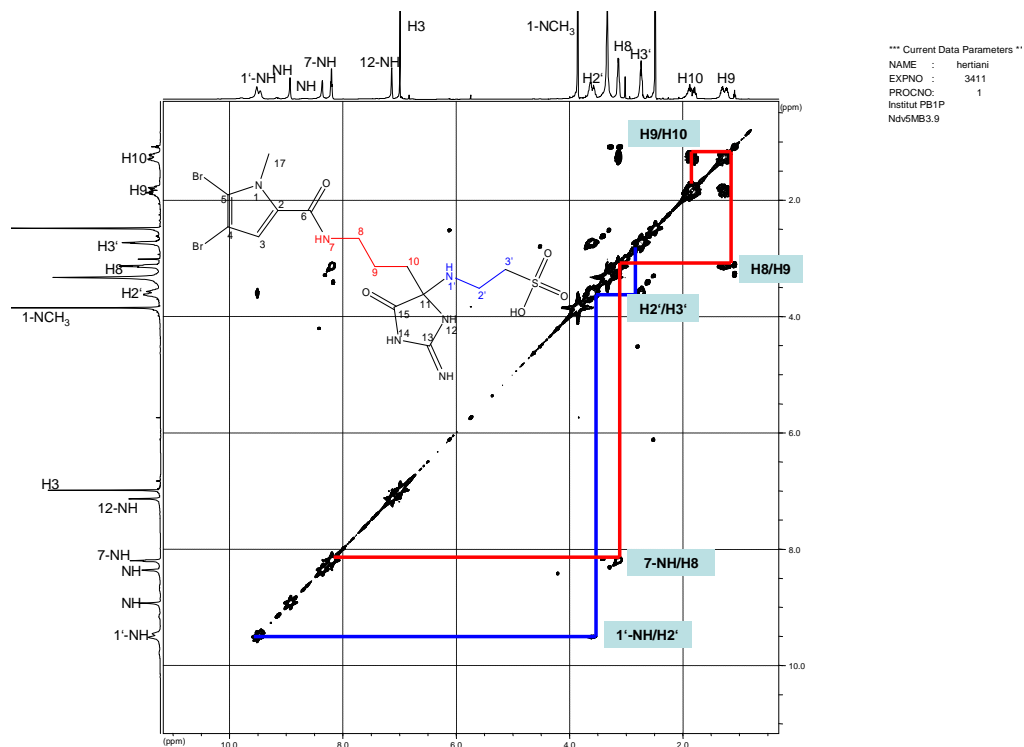 H3
1-NCH3
7-NH
12-NH
H8
H3‘
1‘-NH
NH
NH
H2‘
H10
H9
*** Current Data Parameters **
NAME : hertiani
EXPNO : 3411
PROCNO: 1
Institut PB1P
Ndv5MB3.9
(ppm)
H9/H10
H10
H9
H3‘
H8
H2‘
1-NCH3
H3
12-NH
7-NH
NH
NH
1‘-NH
17
Br
N
1
O
5
2
6
Br
4
3
HN
7
8
9
10
H
N
1'
3'
2'
O
S
O
HO
O
11
15
NH
12
14
HN
13
NH
2.0
H8/H9
H2‘/H3‘
4.0
6.0
8.0
7-NH/H8
1‘-NH/H2‘
10.0
(ppm)
10.0 8.0 6.0 4.0 2.0